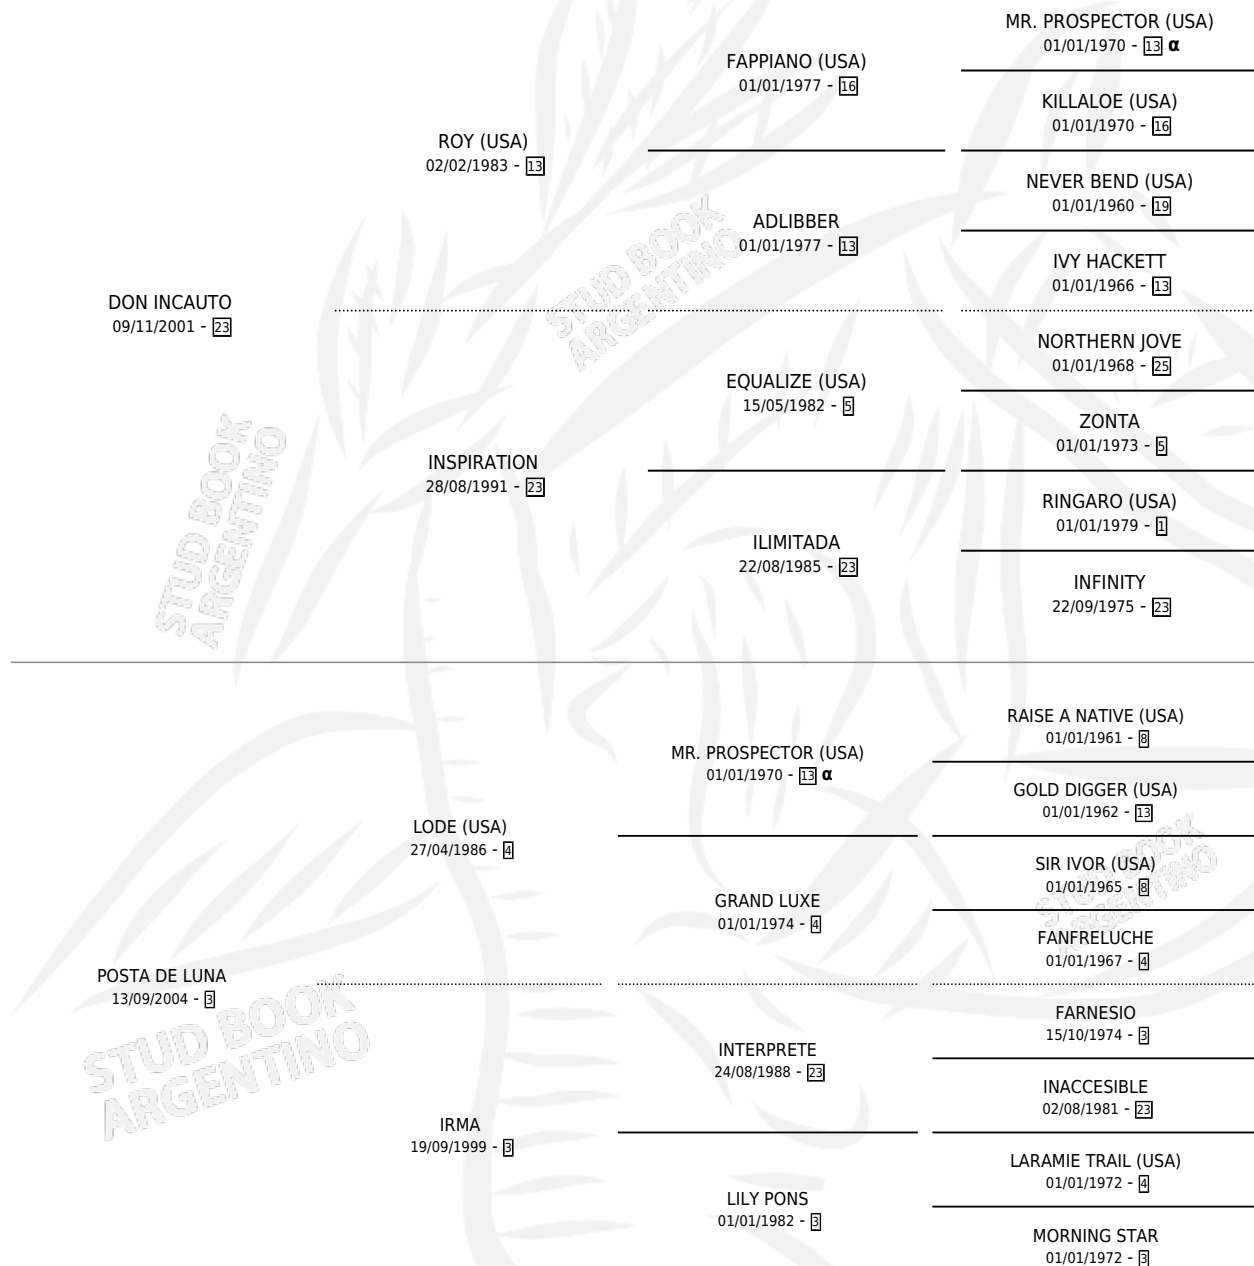 MR. PROSPECTOR (USA)
01/01/1970 - 13 α
FAPPIANO (USA)
01/01/1977 - 16
KILLALOE (USA)
01/01/1970 - 16
ROY (USA)
02/02/1983 - 13
NEVER BEND (USA)
01/01/1960 - 19
ADLIBBER
01/01/1977 - 13
IVY HACKETT
01/01/1966 - 13
DON INCAUTO
09/11/2001 - 23
STUD BOOK
ARGENTINO
NORTHERN JOVE
01/01/1968 - 25
EQUALIZE (USA)
15/05/1982 - 5
ZONTA
01/01/1973 - 5
INSPIRATION
28/08/1991 - 23
RINGARO (USA)
01/01/1979 - 1
ILIMITADA
22/08/1985 - 23
INFINITY
22/09/1975 - 23
STUD BOOK
ARGENTINO
RAISE A NATIVE (USA)
01/01/1961 - 8
MR. PROSPECTOR (USA)
01/01/1970 - 13 α
GOLD DIGGER (USA)
01/01/1962 - 13
LODE (USA)
27/04/1986 - 4
SIR IVOR (USA)
01/01/1965 - 8
GRAND LUXE
01/01/1974 - 4
FANFRELUCHE
01/01/1967 - 4
STUD BOOK
ARGENTINO
POSTA DE LUNA
13/09/2004 - 3
FARNESIO
15/10/1974 - 3
INTERPRETE
24/08/1988 - 23
INACCESIBLE
02/08/1981 - 23
IRMA
19/09/1999 - 3
LARAMIE TRAIL (USA)
01/01/1972 - 4
LILY PONS
01/01/1982 - 3
MORNING STAR
01/01/1972 - 3
STUD BOOK
ARGENTINO